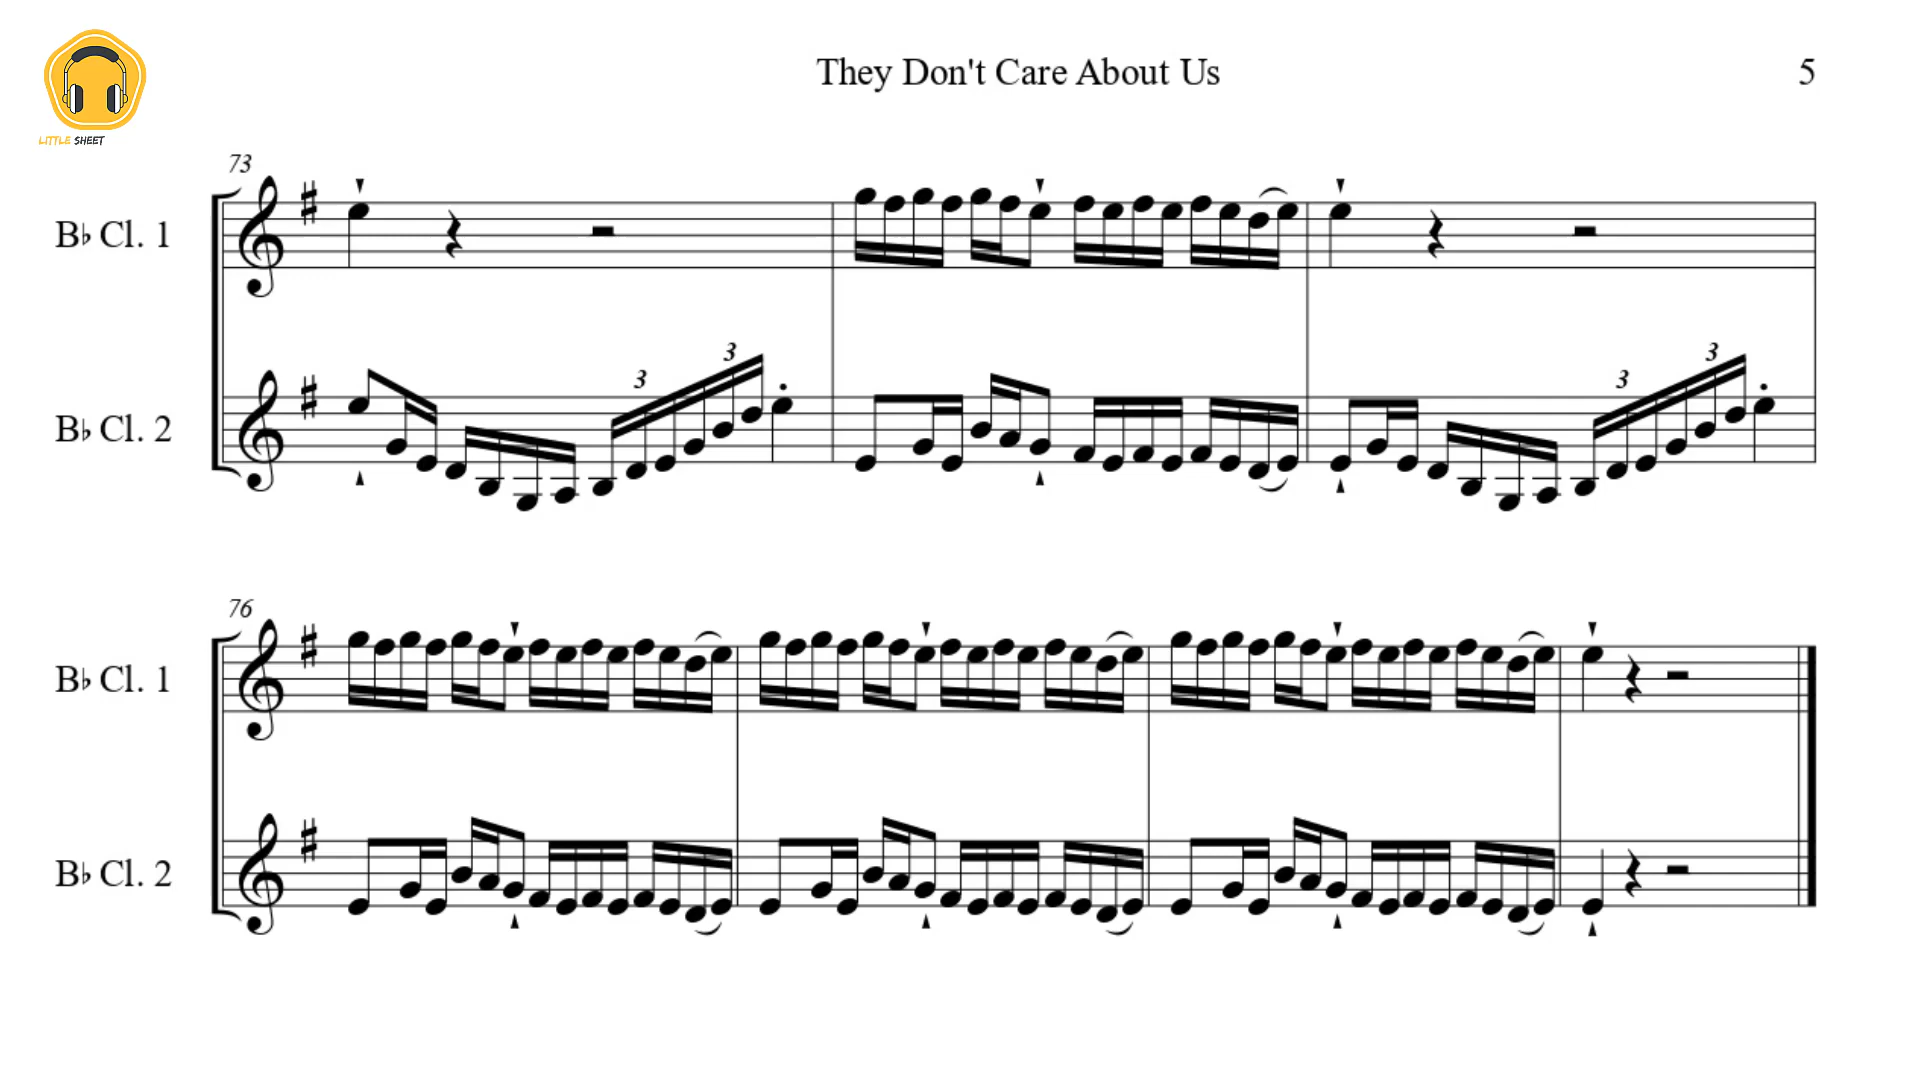 They Don't Care About Us
5
LITTLE SHEET
73
B♭ Cl. 1
3
3
3
3
B♭ Cl. 2
76
B♭ Cl. 1
B♭ Cl. 2